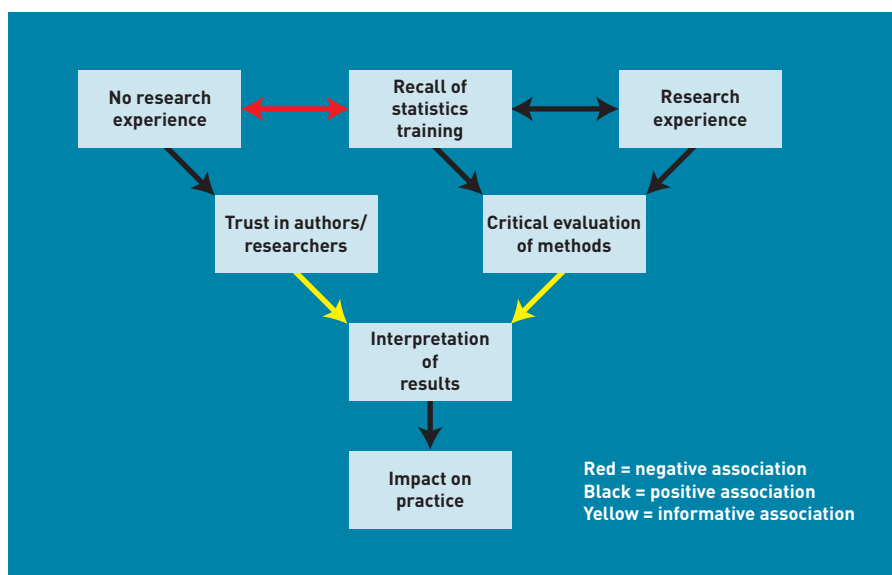 No research
experience
Recall of
statistics
training
Research
experience
Trust in authors/
researchers
Critical evaluation
of methods
Interpretation
of
results
Impact on
practice
Red = negative association
Black = positive association
Yellow = informative association